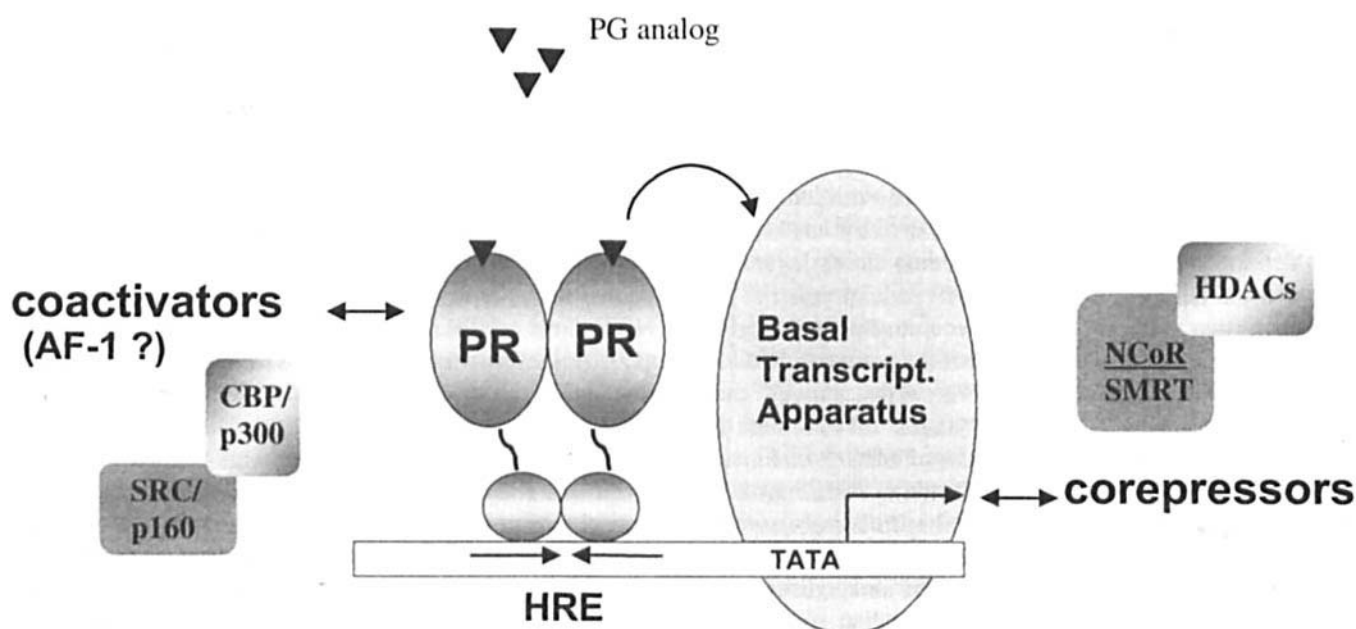 PG analog
coactivators
(AF-1 ?)
CBP/
p300
SRC/
p160
PR
PR
Basal
Transcript.
Apparatus
HDACs
NCoR
SMRT
corepressors
TATA
HRE